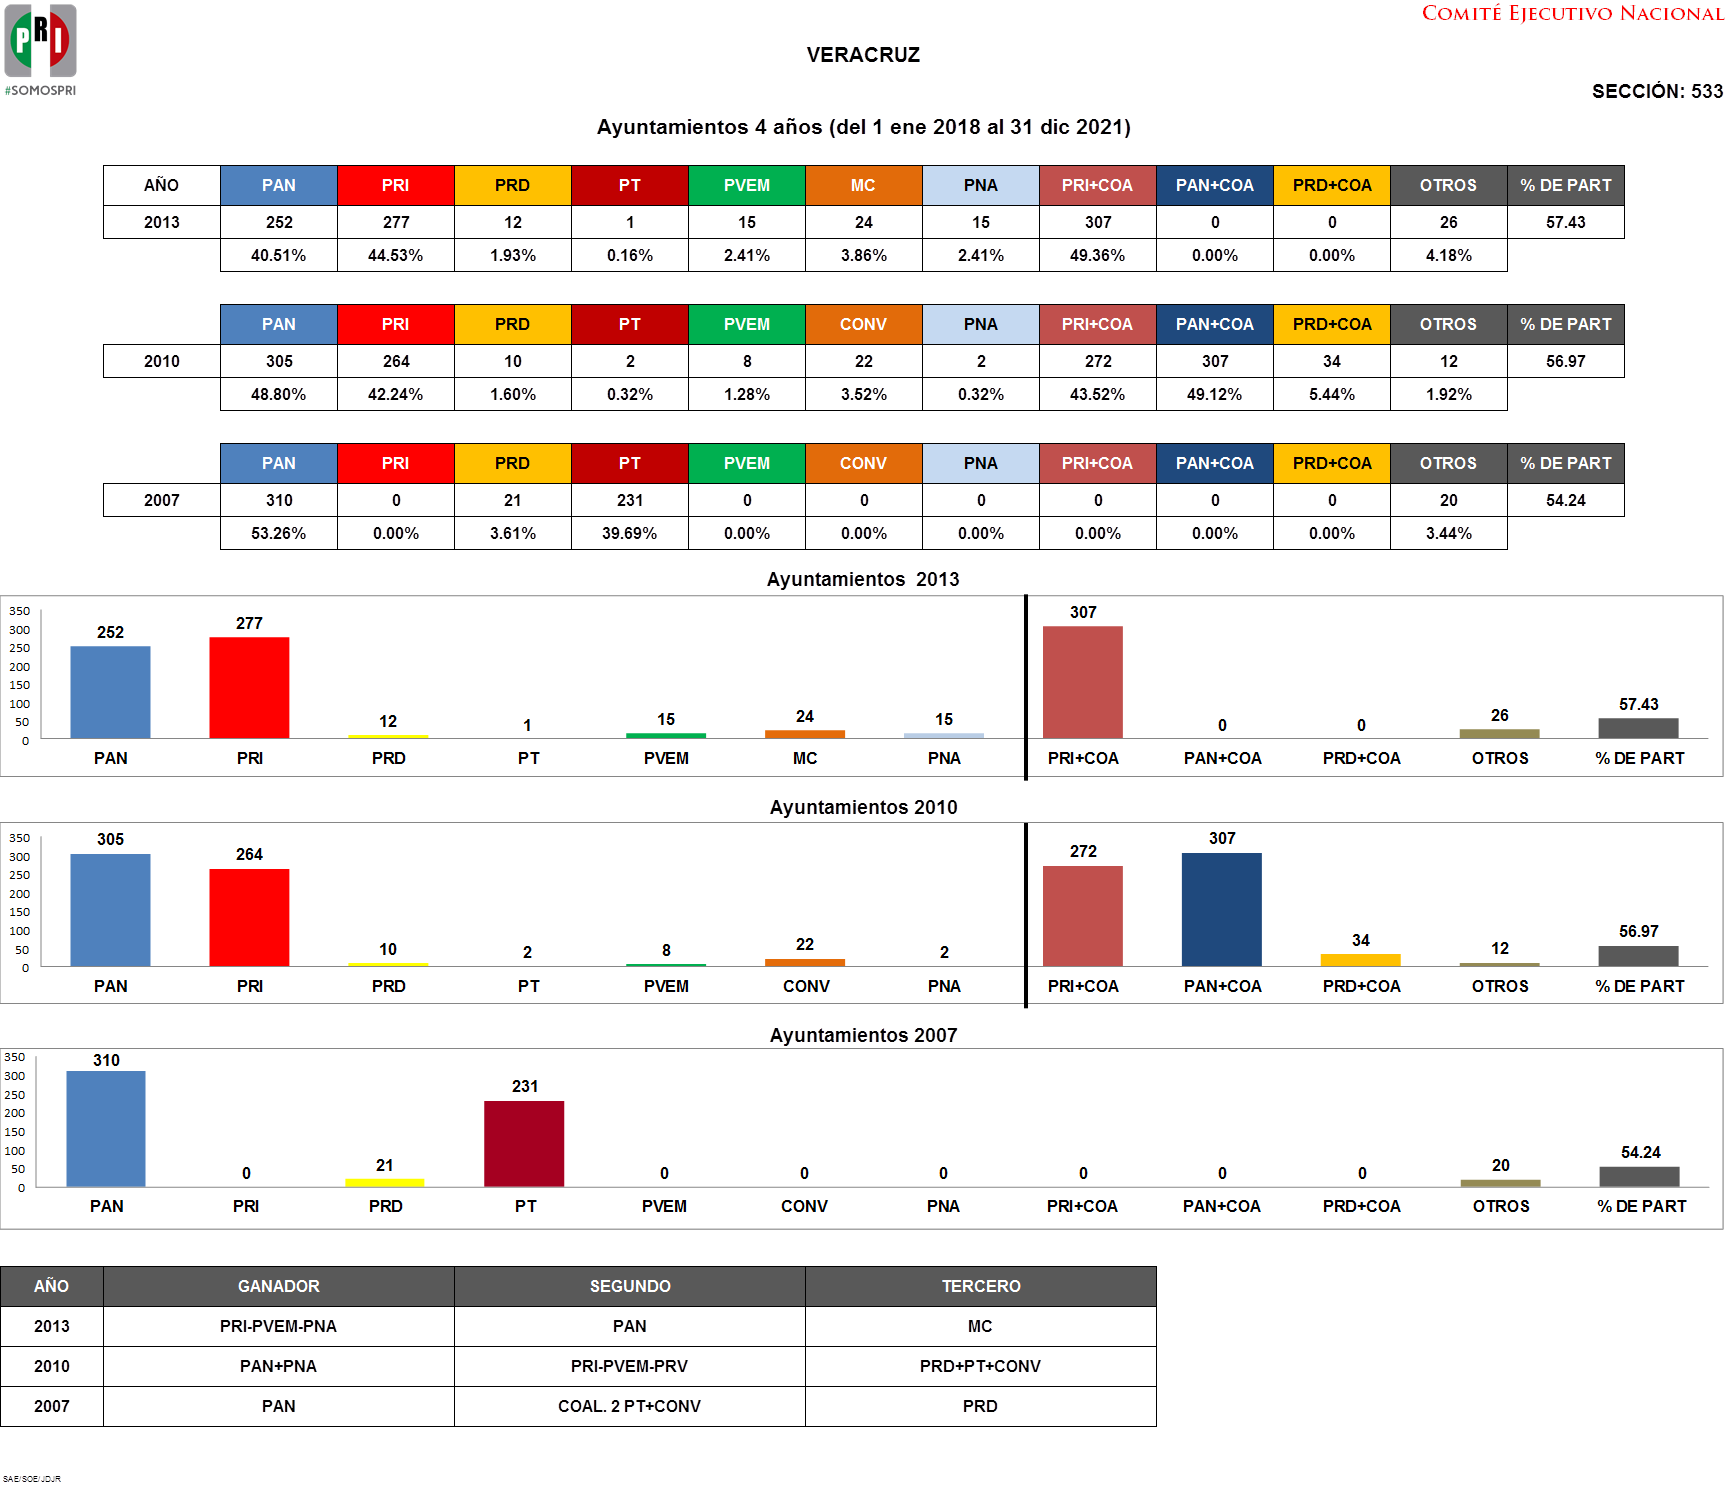 PRI
#SOMOSPRI
COMITÉ EJECUTIVO NACIONAL
VERACRUZ
SECCIÓN: 533
Ayuntamientos 4 años (del 1 ene 2018 al 31 dic 2021)
AÑO PAN PRI PRD PT PVEM MC PNA PRI+COA PAN+COA PRD+COA OTROS % DE PART
2013 252 277 12 1 15 24 15 307 0 0 26 57.43
40.51% 44.53% 1.93% 0.16% 2.41% 3.86% 2.41% 49.36% 0.00% 0.00% 4.18%
PAN PRI PRD PT PVEM CONV PNA PRI+COA PAN+COA PRD+COA OTROS % DE PART
2010 305 264 10 2 8 22 2 272 307 34 12 56.97
48.80% 42.24% 1.60% 0.32% 1.28% 3.52% 0.32% 43.52% 49.12% 5.44% 1.92%
PAN PRI PRD PT PVEM CONV PNA PRI+COA PAN+COA PRD+COA OTROS % DE PART
2007 310 0 21 231 0 0 0 0 0 0 20 54.24
53.26% 0.00% 3.61% 39.69% 0.00% 0.00% 0.00% 0.00% 0.00% 0.00% 3.44%
Ayuntamientos 2013
350
300
250
200
150
100
50
0
252 277 12 1 15 24 15 307 0 0 26 57.43
PAN PRI PRD PT PVEM MC PNA PRI+COA PAN+COA PRD+COA OTROS % DE PART
Ayuntamientos 2010
350
300
250
200
150
100
50
0
305 264 10 2 8 22 2 272 307 34 12 56.97
PAN PRI PRD PT PVEM CONV PNA PRI+COA PAN+COA PRD+COA OTROS % DE PART
Ayuntamientos 2007
350
300
250
200
150
100
50
0
310 0 21 231 0 0 0 0 0 0 20 54.24
PAN PRI PRD PT PVEM CONV PNA PRI+COA PAN+COA PRD+COA OTROS % DE PART
AÑO GANADOR SEGUNDO TERCERO
2013 PRI-PVEM-PNA PAN MC
2010 PAN+PNA PRI-PVEM-PRV PRD+PT+CONV
2007 PAN COAL. 2 PT+CONV PRD
SAE/SOE/JDJR